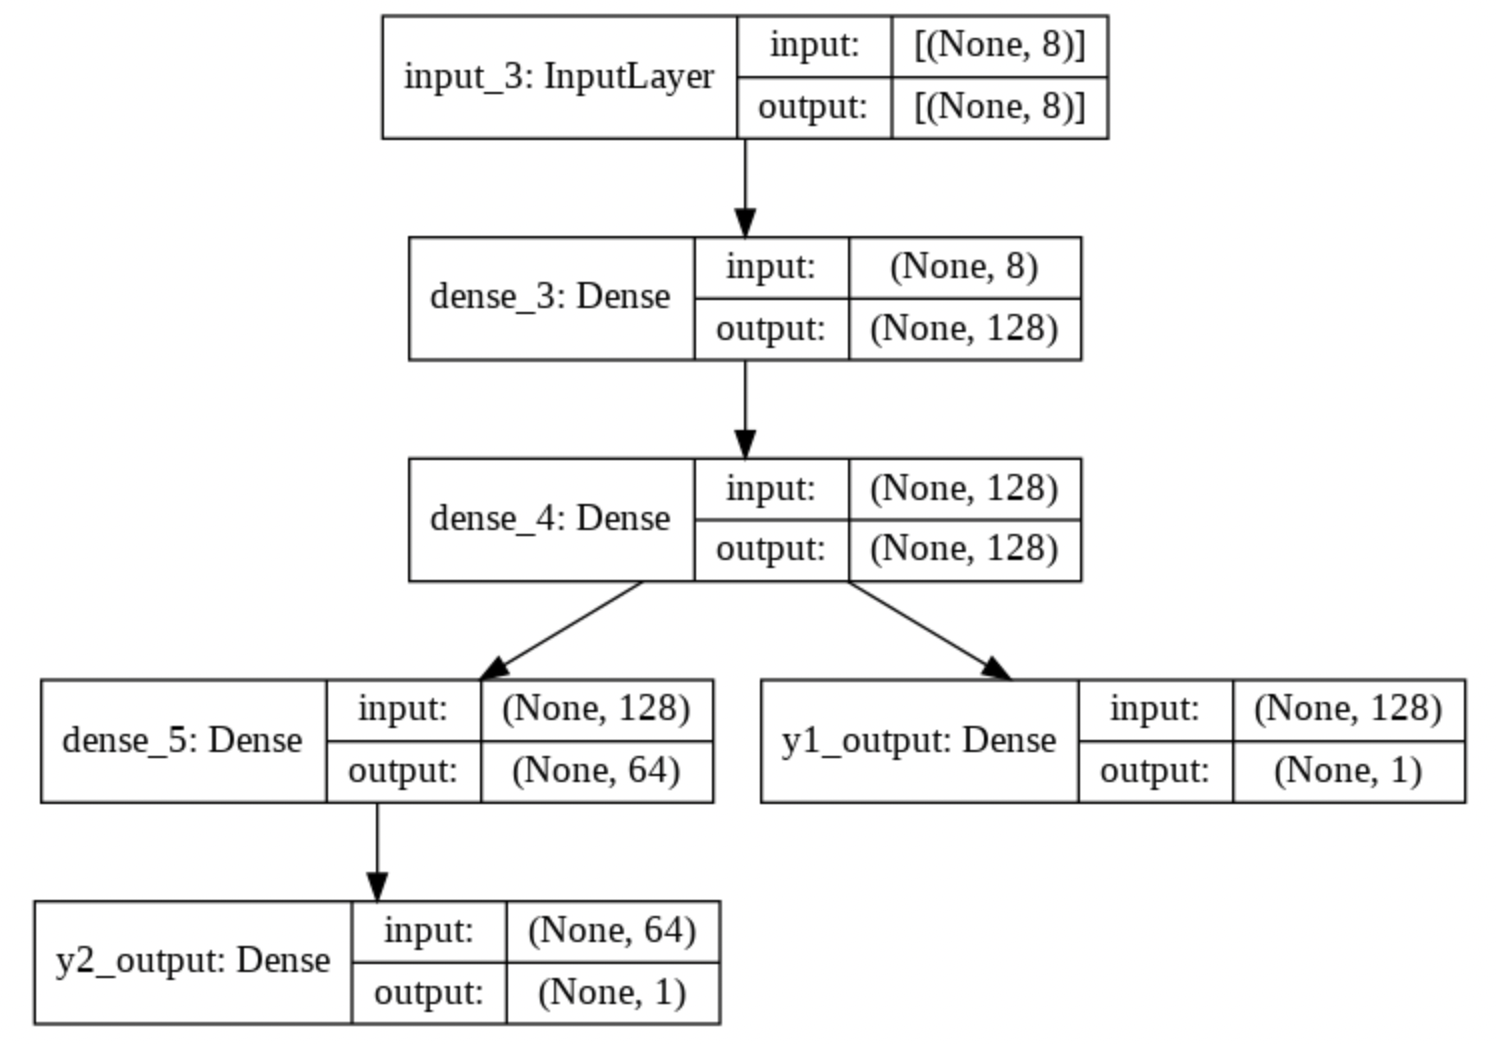 input_3: InputLayer
input: [(None, 8)]
output: [(None, 8)]
dense_3: Dense
input: (None, 8)
output: (None, 128)
dense_4: Dense
input: (None, 128)
output: (None, 128)
dense_5: Dense
input: (None, 128)
output: (None, 64)
y1_output: Dense
input: (None, 128)
output: (None, 1)
y2_output: Dense
input: (None, 64)
output: (None, 1)